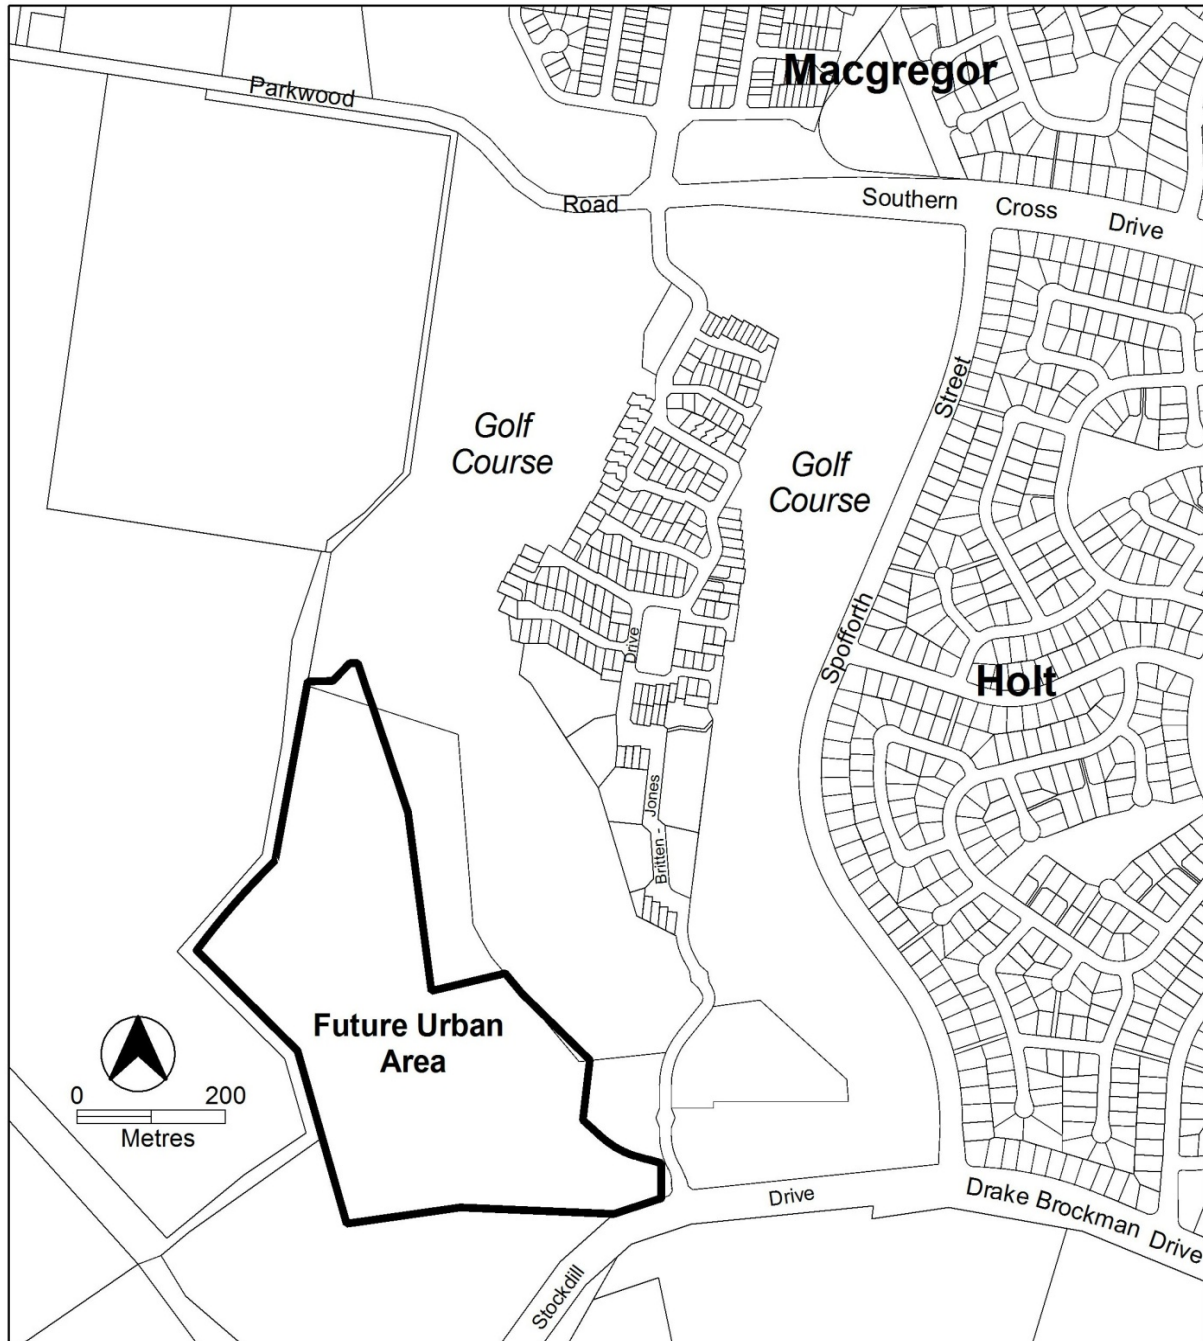 Macgregor
Parkwood
Road
Southern Cross Drive
Street
Golf
Course
Golf
Course
Spofforth
Drive
Holt
Britten - Jones
Future Urban
Area
0 200
Metres
Drive
Drake Brockman Drive
Stockdill